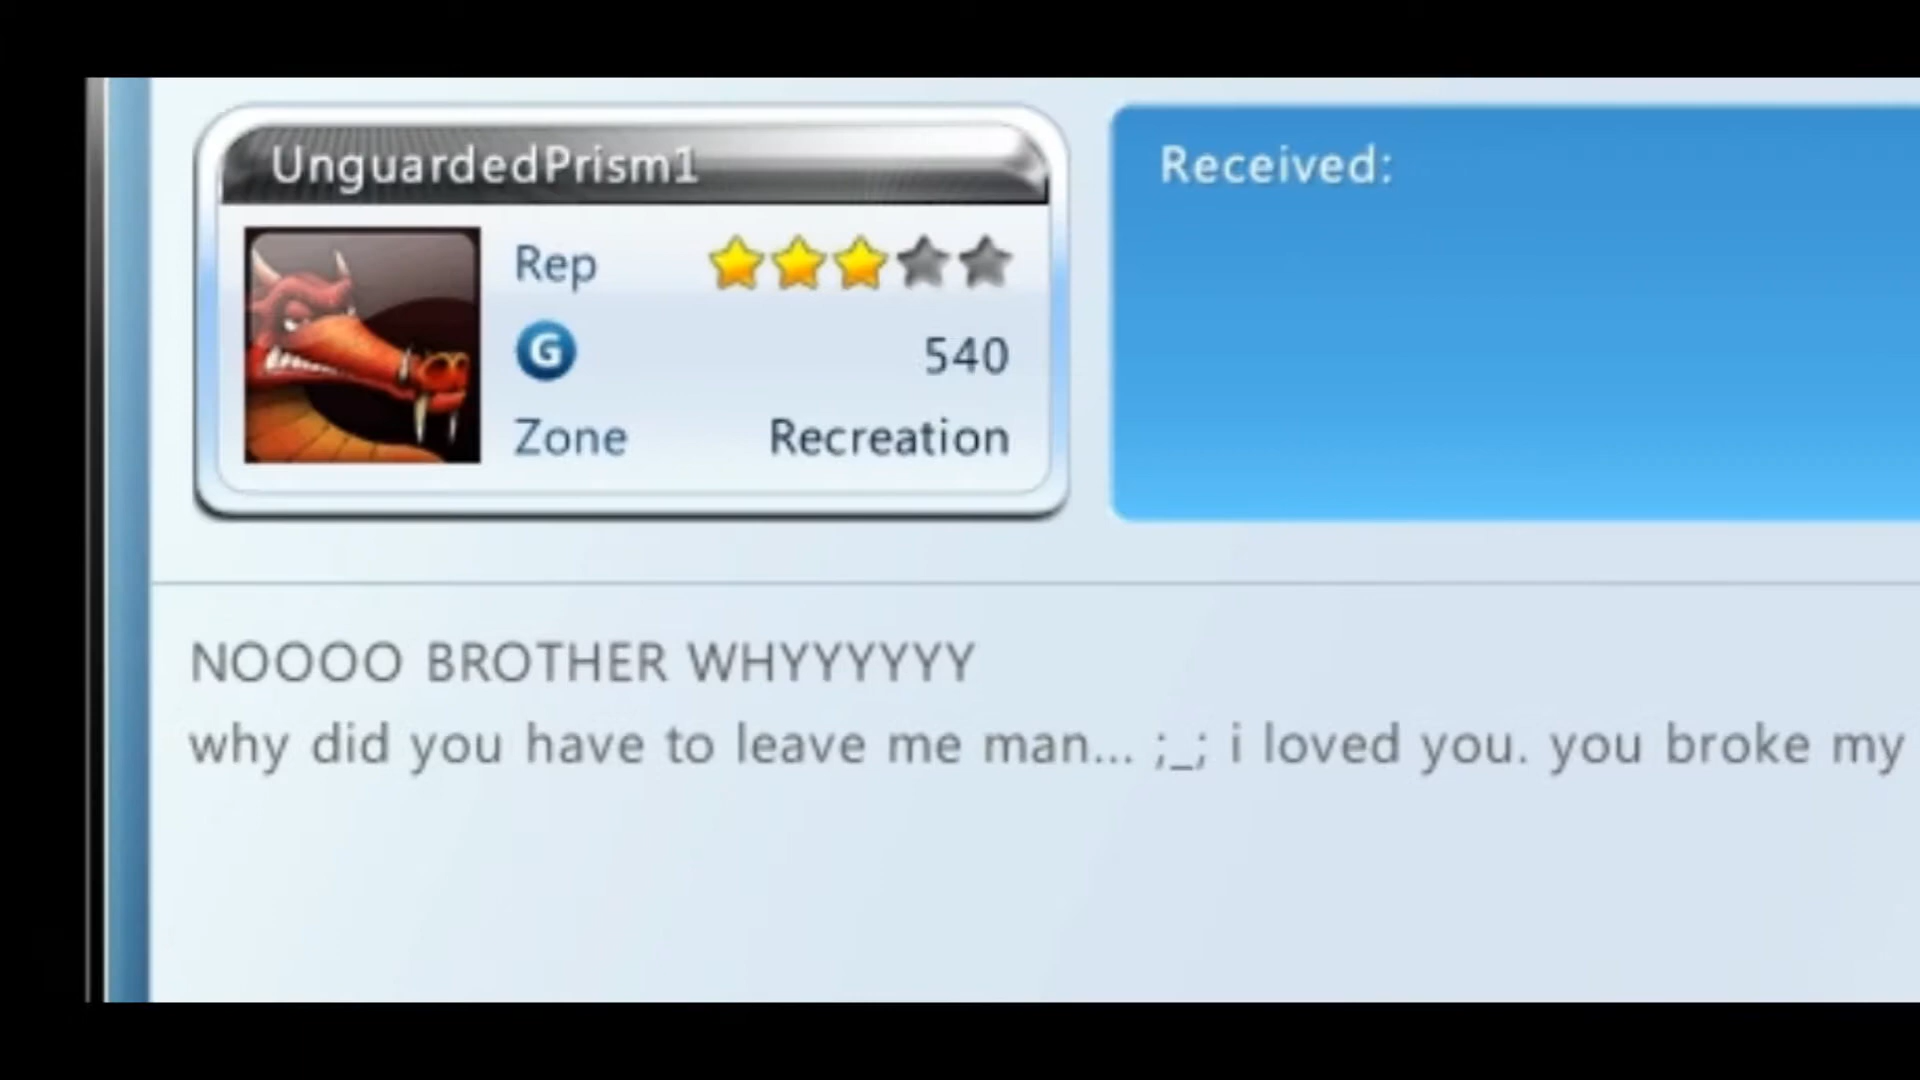 UnguardedPrism1
Received:
Rep
G 540
Zone Recreation
NOOOO BROTHER WHYYYYYY
why did you have to leave me man... ;_; i loved you. you broke my